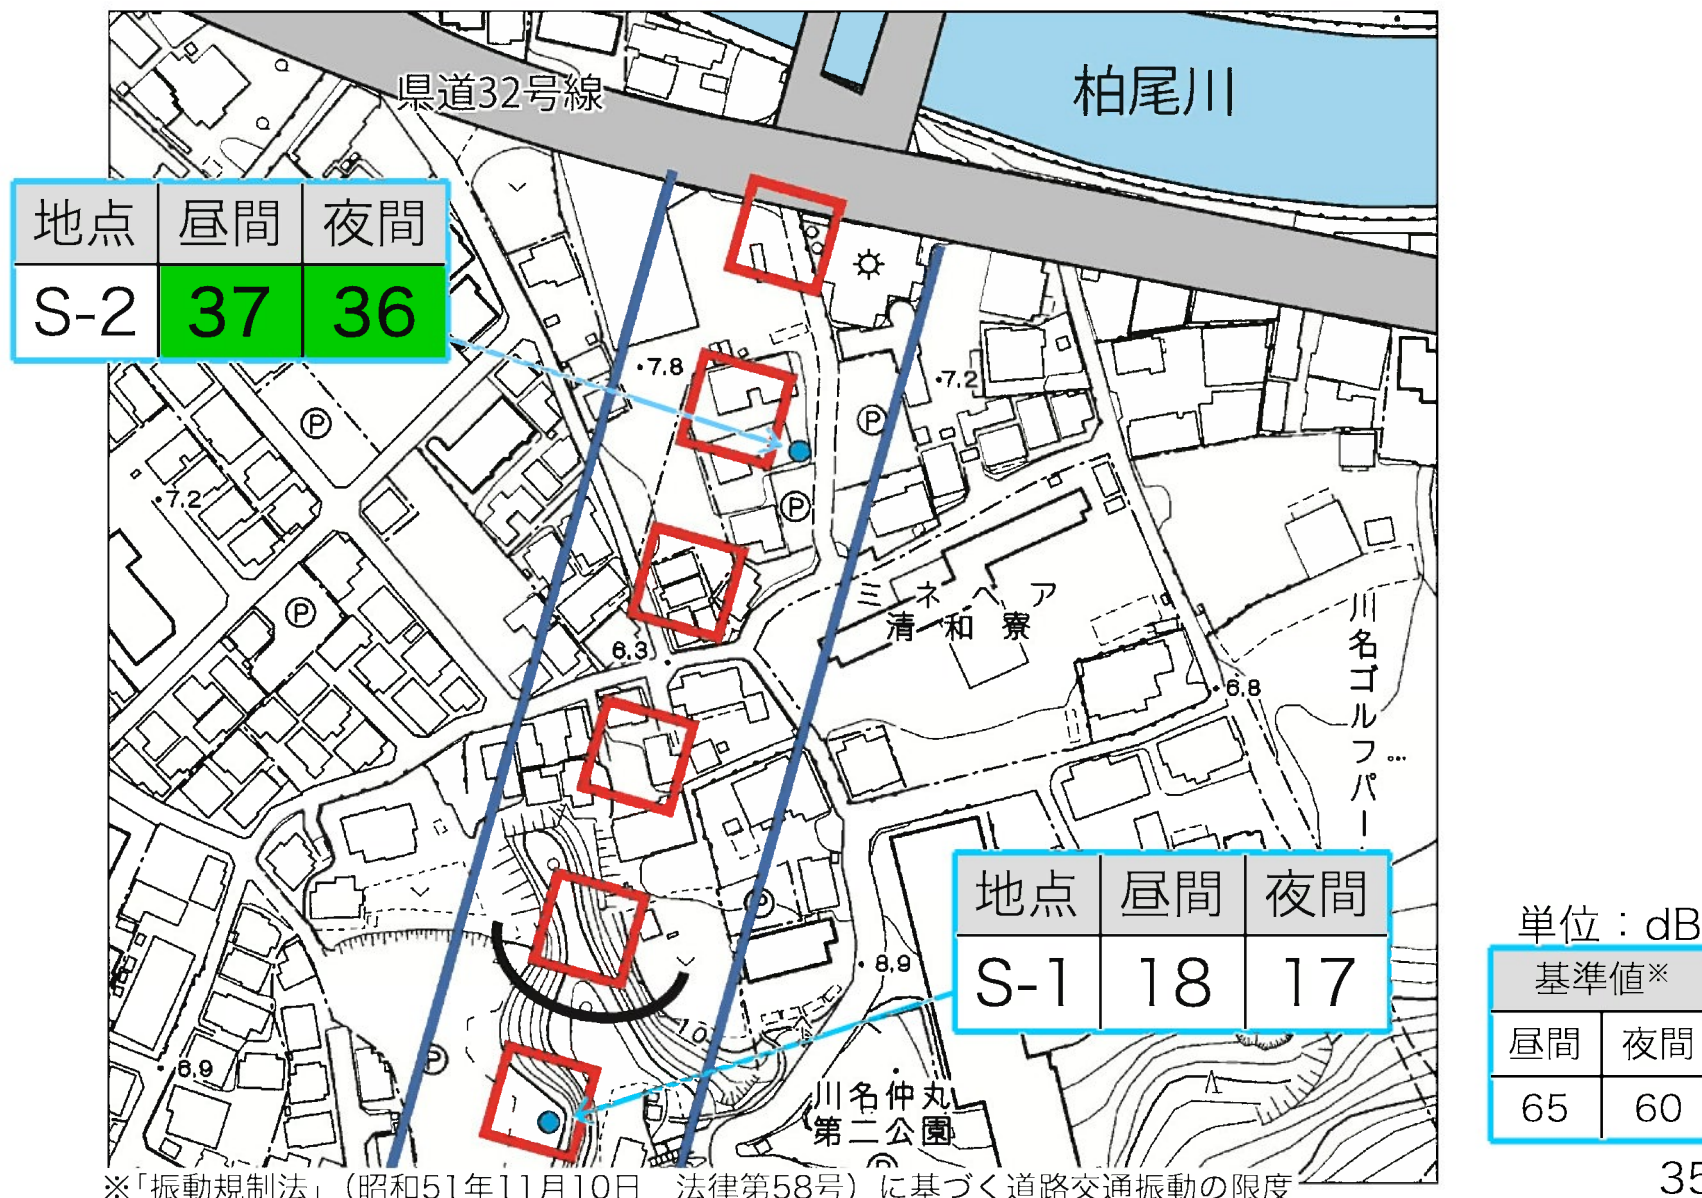 県道32号線
柏尾川
地点 昼間 夜間
S-2 37 36
7.8
7.2
P
P
7.2
P
ミネベア
清和寮
川名ゴルフパー
P
6.3
6.8
地点 昼間 夜間
S-1 18 17
8.9
10
P
6.9
川名仲丸
第二公園
単位：dB
基準値※
昼間 夜間
65 60
※「振動規制法」（昭和51年11月10日 法律第58号）に基づく道路交通振動の限度
35